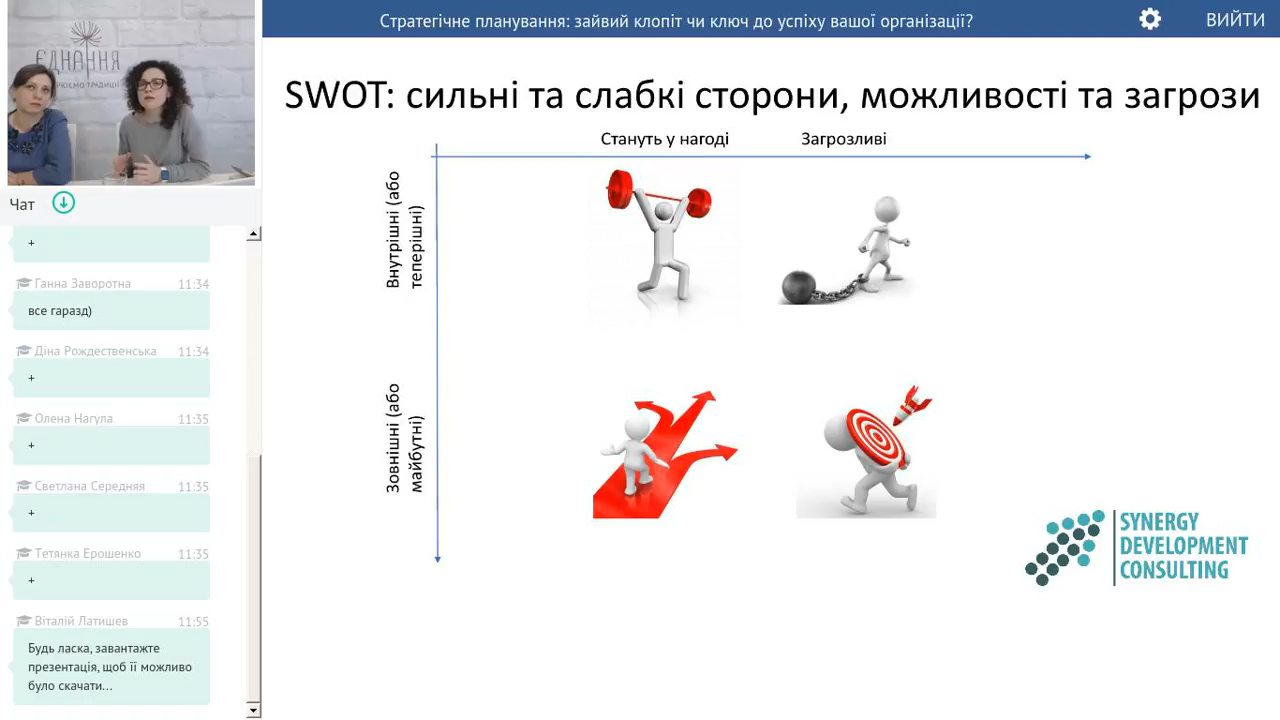 Стратегічне планування: зайвий клопіт чи ключ до успіху вашої організації?
ВИЙТИ
ЄДНАННЯ
Чат
+
Ганна Заворотна 11:34
все гаразд)
Діна Рождественська 11:34
+
Олена Нагула 11:35
+
Светлана Середняя 11:35
+
Тетянка Ерошенко 11:35
+
Віталій Латишев 11:55
Будь ласка, завантажте
презентація, щоб її можливо
було скачати...
SWOT: сильні та слабкі сторони, можливості та загрози
Стануть у нагоді
Загрозливі
Внутрішні (або
теперішні)
Зовнішні (або
майбутні)
SYNERGY
DEVELOPMENT
CONSULTING